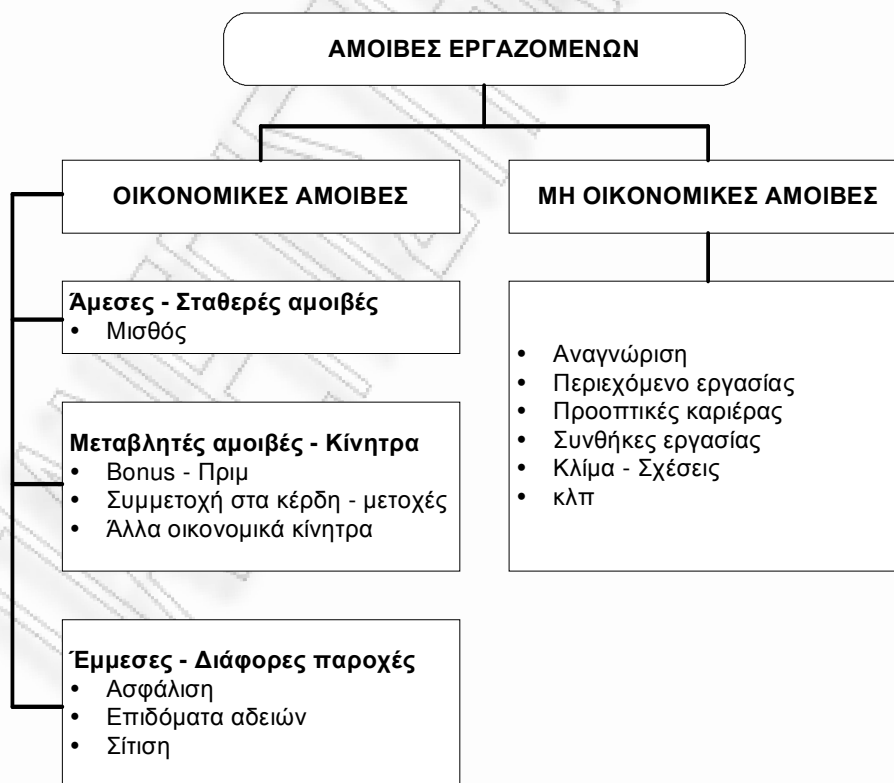 ΑΜΟΙΒΕΣ ΕΡΓΑΖΟΜΕΝΩΝ
ΟΙΚΟΝΟΜΙΚΕΣ ΑΜΟΙΒΕΣ
ΜΗ ΟΙΚΟΝΟΜΙΚΕΣ ΑΜΟΙΒΕΣ
Άμεσες - Σταθερές αμοιβές
• Μισθός
Μεταβλητές αμοιβές - Κίνητρα
• Bonus - Πριμ
• Συμμετοχή στα κέρδη - μετοχές
• Άλλα οικονομικά κίνητρα
Έμμεσες - Διάφορες παροχές
• Ασφάλιση
• Επιδόματα αδειών
• Σίτιση
• Αναγνώριση
• Περιεχόμενο εργασίας
• Προοπτικές καριέρας
• Συνθήκες εργασίας
• Κλίμα - Σχέσεις
• κλπ